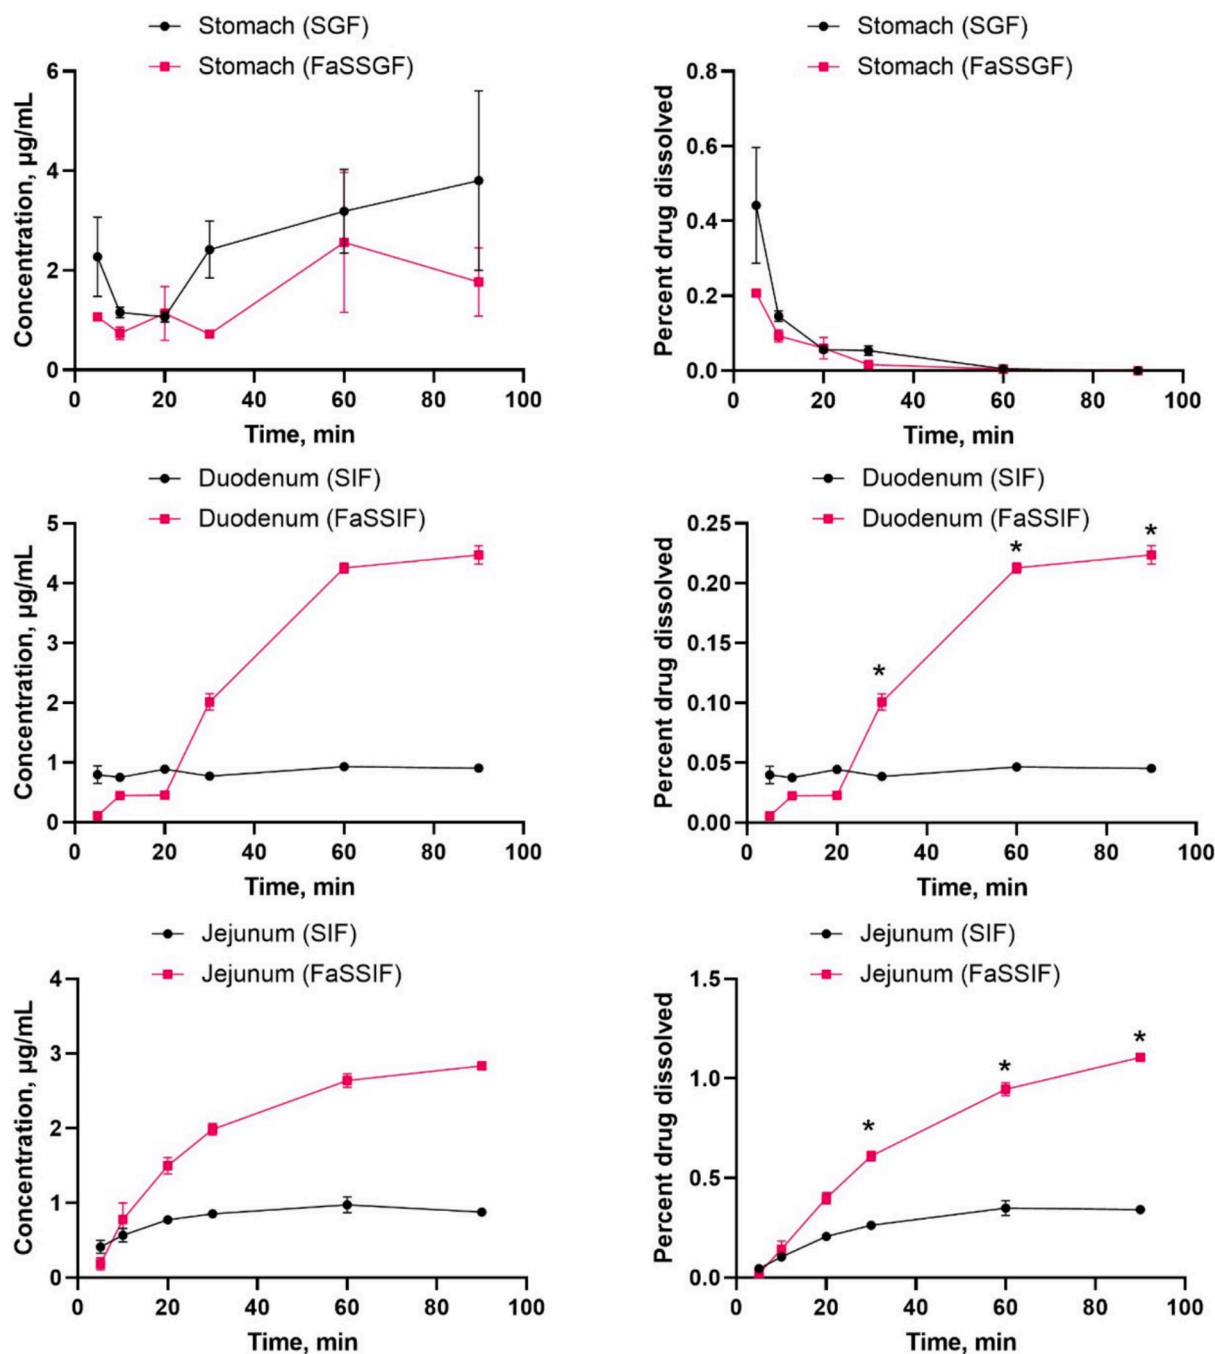 Stomach (SGF)
Stomach (FaSSGF)
Concentration, µg/mL
6
4
2
0
0 20 40 60 80 100
Time, min
Stomach (SGF)
Stomach (FaSSGF)
Percent drug dissolved
0.8
0.6
0.4
0.2
0.0
0 20 40 60 80 100
Time, min
Duodenum (SIF)
Duodenum (FaSSIF)
Concentration, µg/mL
5
4
3
2
1
0
0 20 40 60 80 100
Time, min
Duodenum (SIF)
Duodenum (FaSSIF)
Percent drug dissolved
0.25
0.20
0.15
0.10
0.05
0.00
* * *
0 20 40 60 80 100
Time, min
Jejunum (SIF)
Jejunum (FaSSIF)
Concentration, µg/mL
4
3
2
1
0
0 20 40 60 80 100
Time, min
Jejunum (SIF)
Jejunum (FaSSIF)
Percent drug dissolved
1.5
1.0
0.5
0.0
* * *
0 20 40 60 80 100
Time, min